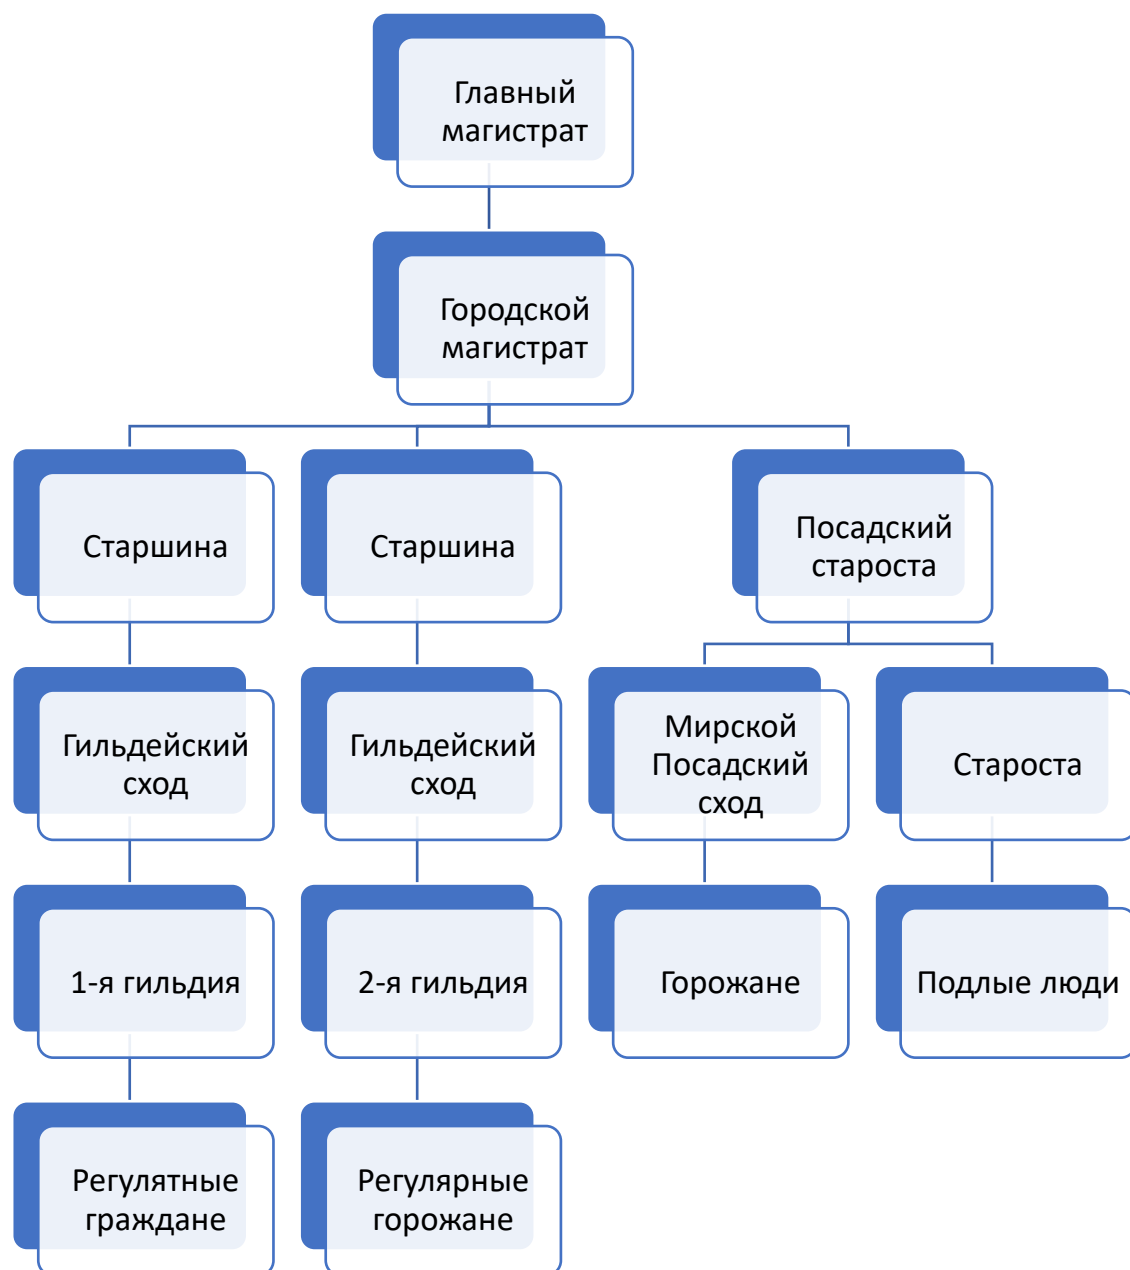 Главный
магистрат
Городской
магистрат
Старшина
Старшина
Посадский
староста
Гильдейский
сход
Гильдейский
сход
Мирской
Посадский
сход
Староста
1-я гильдия
2-я гильдия
Горожане
Подлые люди
Регулятные
граждане
Регулярные
горожане